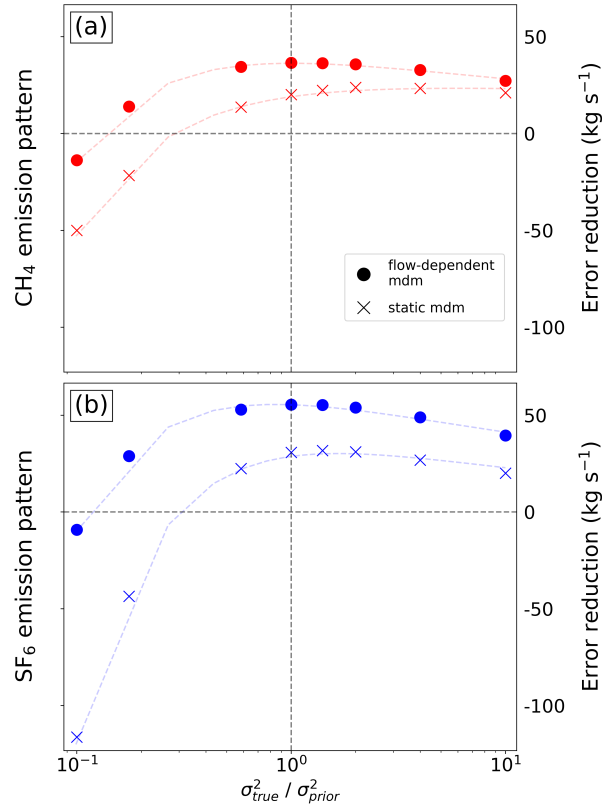 (a)
CH₄ emission pattern
50
0
-50
-100
Error reduction (kg s⁻¹)
flow-dependent
mdm
static mdm
(b)
SF₆ emission pattern
50
0
-50
-100
Error reduction (kg s⁻¹)
10⁻¹
10⁰
10¹
σ²true / σ²prior